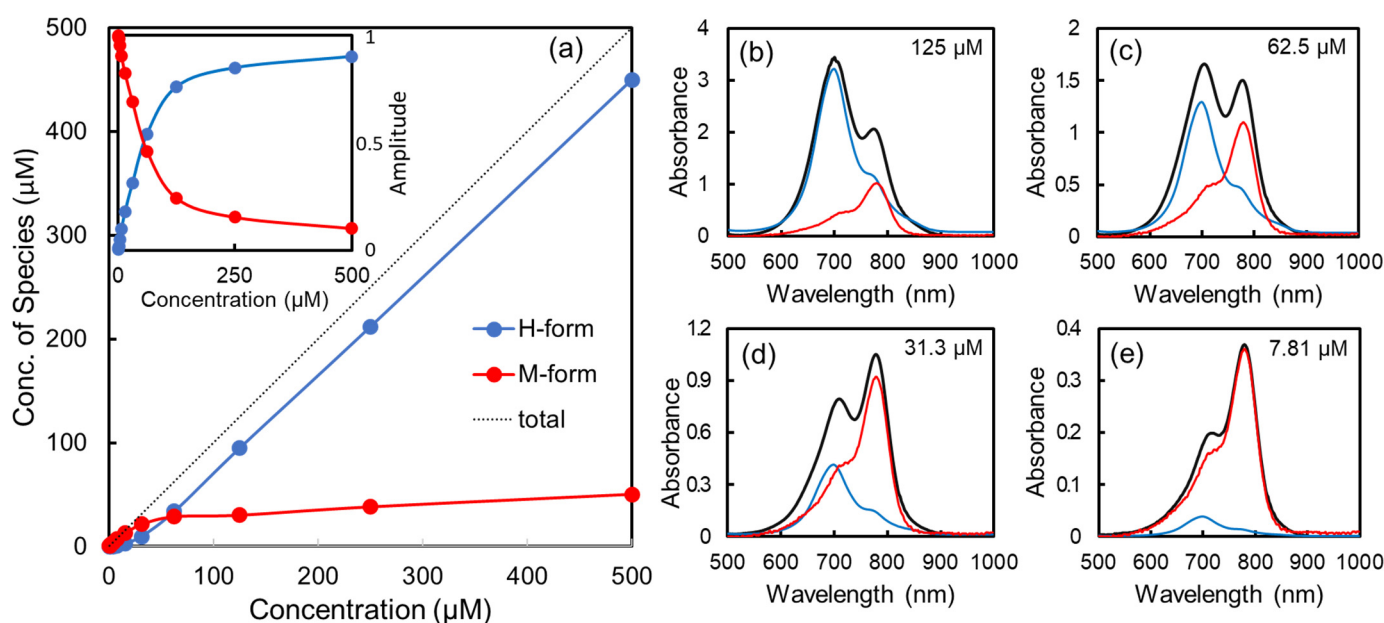 (a)
500
400
300
200
100
0
0 100 200 300 400 500
Conc. of Species (μM)
Concentration (μM)
1
0.5
0
0 250 500
Amplitude
Concentration (μM)
H-form
M-form
total
(b)
125 μM
4
3
2
1
0
500 600 700 800 900 1000
Absorbance
Wavelength (nm)
(c)
62.5 μM
2
1.5
1
0.5
0
500 600 700 800 900 1000
Absorbance
Wavelength (nm)
(d)
31.3 μM
1.2
0.9
0.6
0.3
0
500 600 700 800 900 1000
Absorbance
Wavelength (nm)
(e)
7.81 μM
0.4
0.3
0.2
0.1
0
500 600 700 800 900 1000
Absorbance
Wavelength (nm)